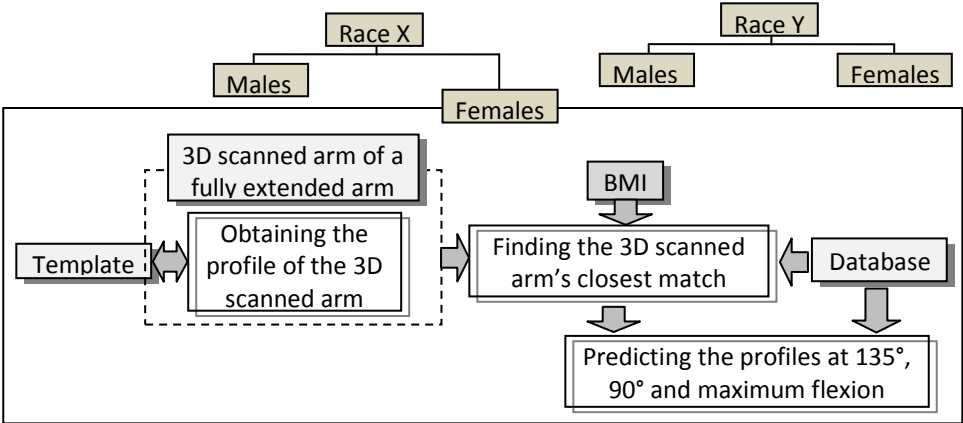 Race X
Males
Females
Race Y
Males
Females
3D scanned arm of a
fully extended arm
Template
Obtaining the
profile of the 3D
scanned arm
BMI
Finding the 3D scanned
arm's closest match
Database
Predicting the profiles at 135°,
90° and maximum flexion